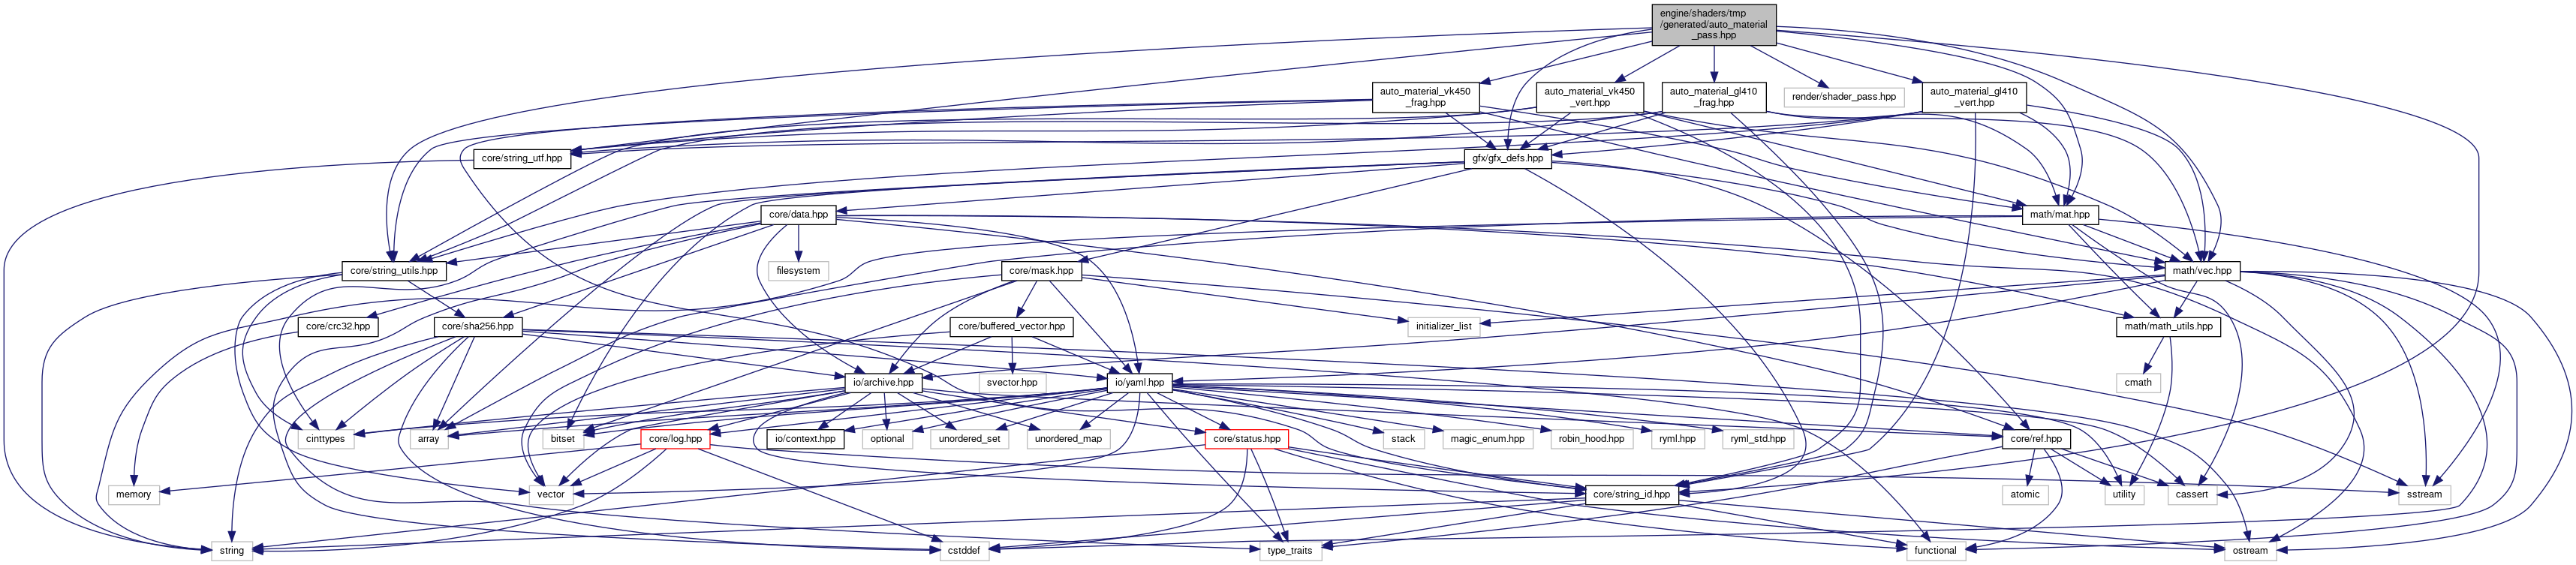 engine/shaders/tmp
/generated/auto_material
_pass.hpp
auto_material_vk450
_frag.hpp
auto_material_vk450
_vert.hpp
auto_material_gl410
_frag.hpp
render/shader_pass.hpp
auto_material_gl410
_vert.hpp
core/string_utf.hpp
gfx/gfx_defs.hpp
core/data.hpp
math/mat.hpp
core/string_utils.hpp
filesystem
core/mask.hpp
math/vec.hpp
core/crc32.hpp
core/sha256.hpp
core/buffered_vector.hpp
initializer_list
math/math_utils.hpp
io/archive.hpp
svector.hpp
io/yaml.hpp
cmath
cinttypes
array
bitset
core/log.hpp
io/context.hpp
optional
unordered_set
unordered_map
core/status.hpp
stack
magic_enum.hpp
robin_hood.hpp
ryml.hpp
ryml_std.hpp
core/ref.hpp
memory
vector
core/string_id.hpp
atomic
utility
cassert
sstream
string
cstddef
type_traits
functional
ostream